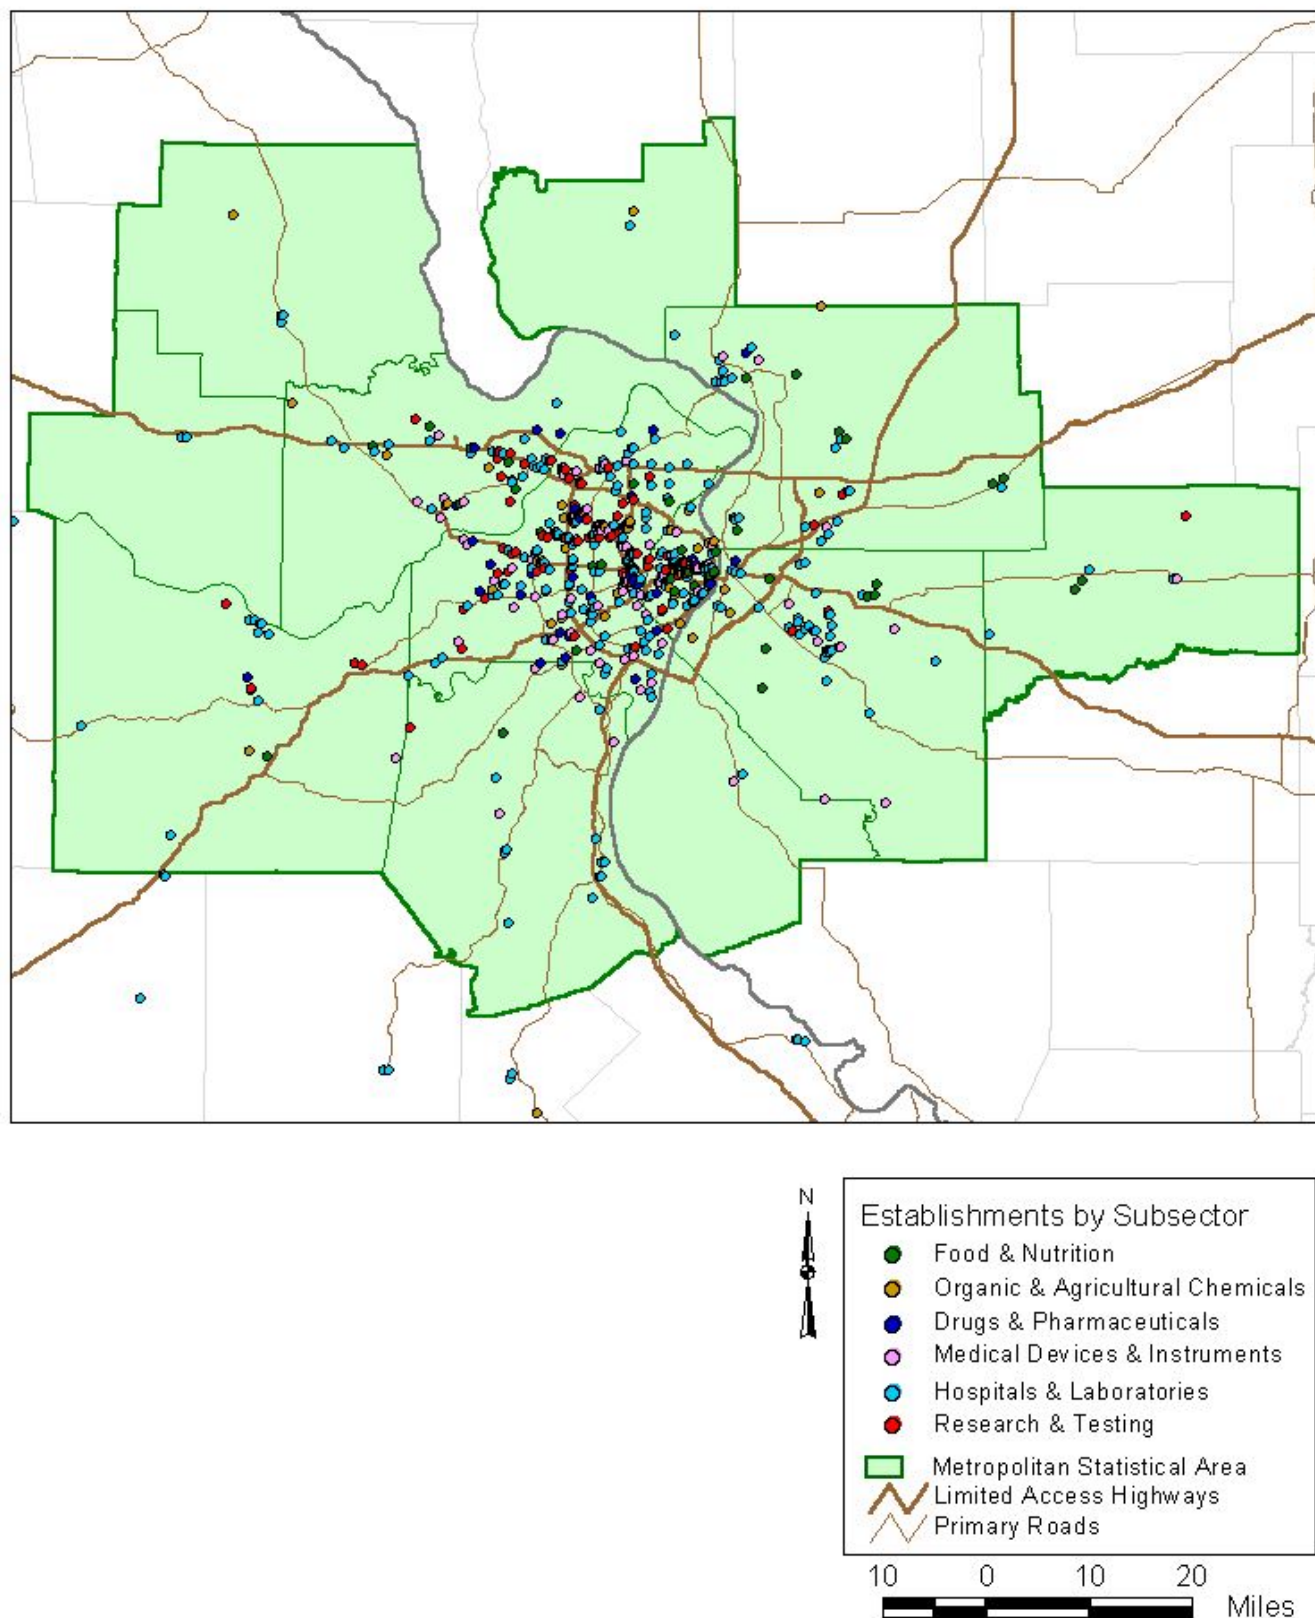 N
Establishments by Subsector
Food & Nutrition
Organic & Agricultural Chemicals
Drugs & Pharmaceuticals
Medical Devices & Instruments
Hospitals & Laboratories
Research & Testing
Metropolitan Statistical Area
Limited Access Highways
Primary Roads
10 0 10 20 Miles